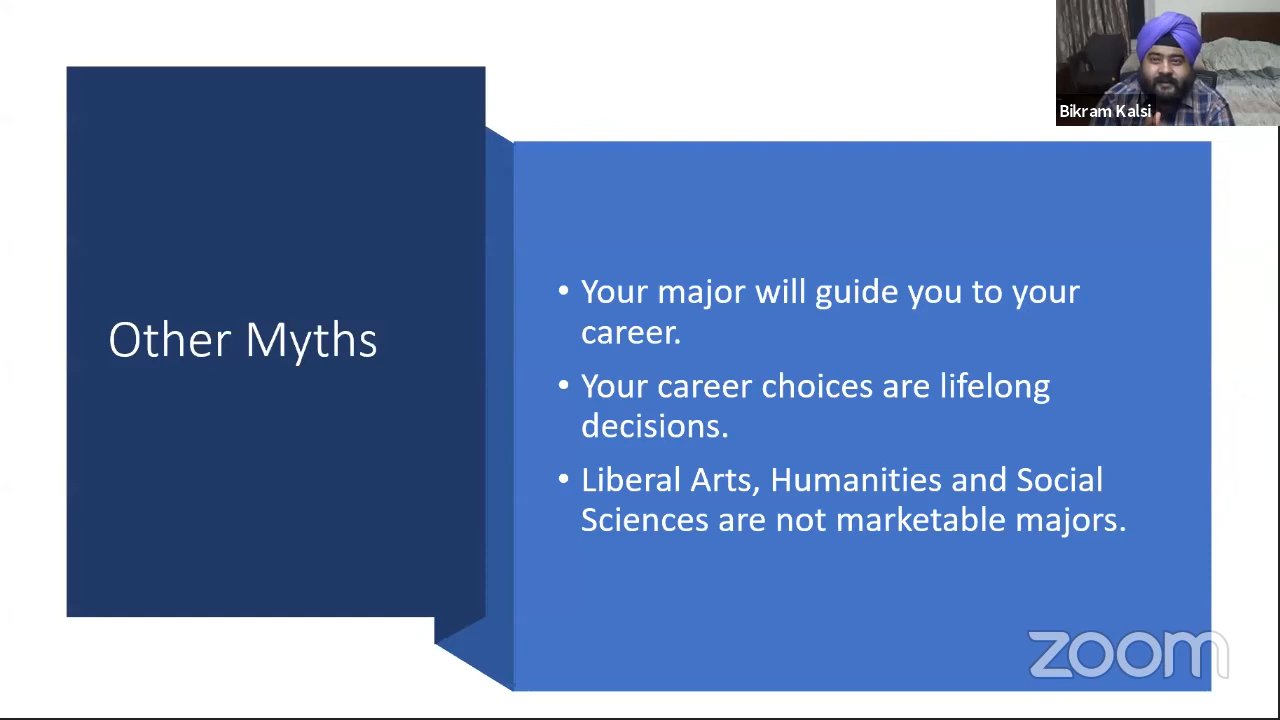 Bikram Kalsi
Other Myths
• Your major will guide you to your
career.
• Your career choices are lifelong
decisions.
• Liberal Arts, Humanities and Social
Sciences are not marketable majors.
zoom